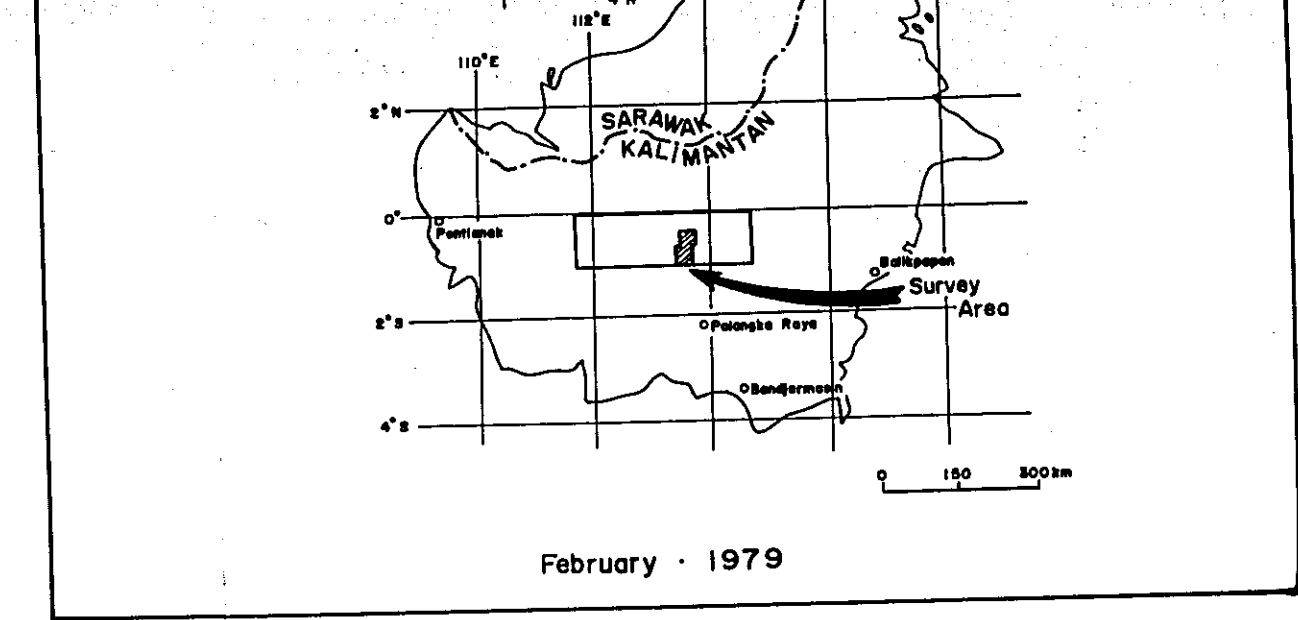 112°E
110°E
2°N
SARAWAK
KALIMANTAN
0°
Pontianak
Balikpapan
Survey
Area
2°S
Palangka Raya
Bandjermasin
4°S
0 150 300km
February · 1979